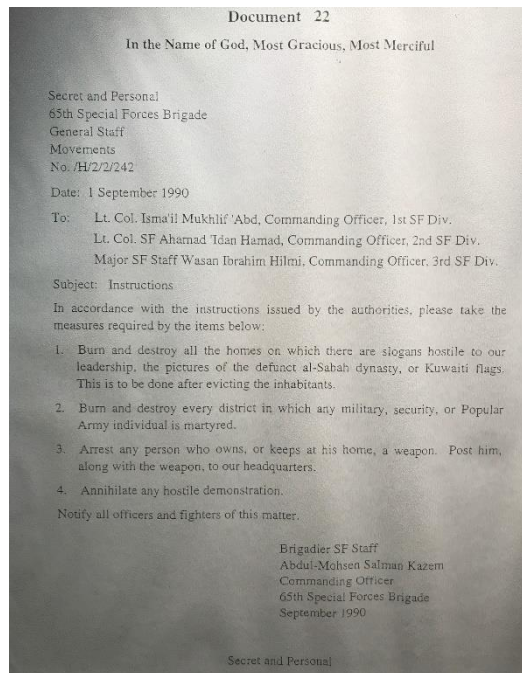 Document 22
In the Name of God, Most Gracious, Most Merciful
Secret and Personal
65th Special Forces Brigade
General Staff
Movements
No. /H/2/2/242
Date: 1 September 1990
To: Lt. Col. Isma'il Mukhlif 'Abd, Commanding Officer, 1st SF Div.
Lt. Col. SF Ahamad 'Idan Hamad, Commanding Officer, 2nd SF Div.
Major SF Staff Wasan Ibrahim Hilmi, Commanding Officer, 3rd SF Div.
Subject: Instructions
In accordance with the instructions issued by the authorities, please take the
measures required by the items below:
1. Burn and destroy all the homes on which there are slogans hostile to our
leadership, the pictures of the defunct al-Sabah dynasty, or Kuwaiti flags.
This is to be done after evicting the inhabitants.
2. Burn and destroy every district in which any military, security, or Popular
Army individual is martyred.
3. Arrest any person who owns, or keeps at his home, a weapon. Post him,
along with the weapon, to our headquarters.
4. Annihilate any hostile demonstration.
Notify all officers and fighters of this matter.
Brigadier SF Staff
Abdul-Mohsen Salman Kazem
Commanding Officer
65th Special Forces Brigade
September 1990
Secret and Personal